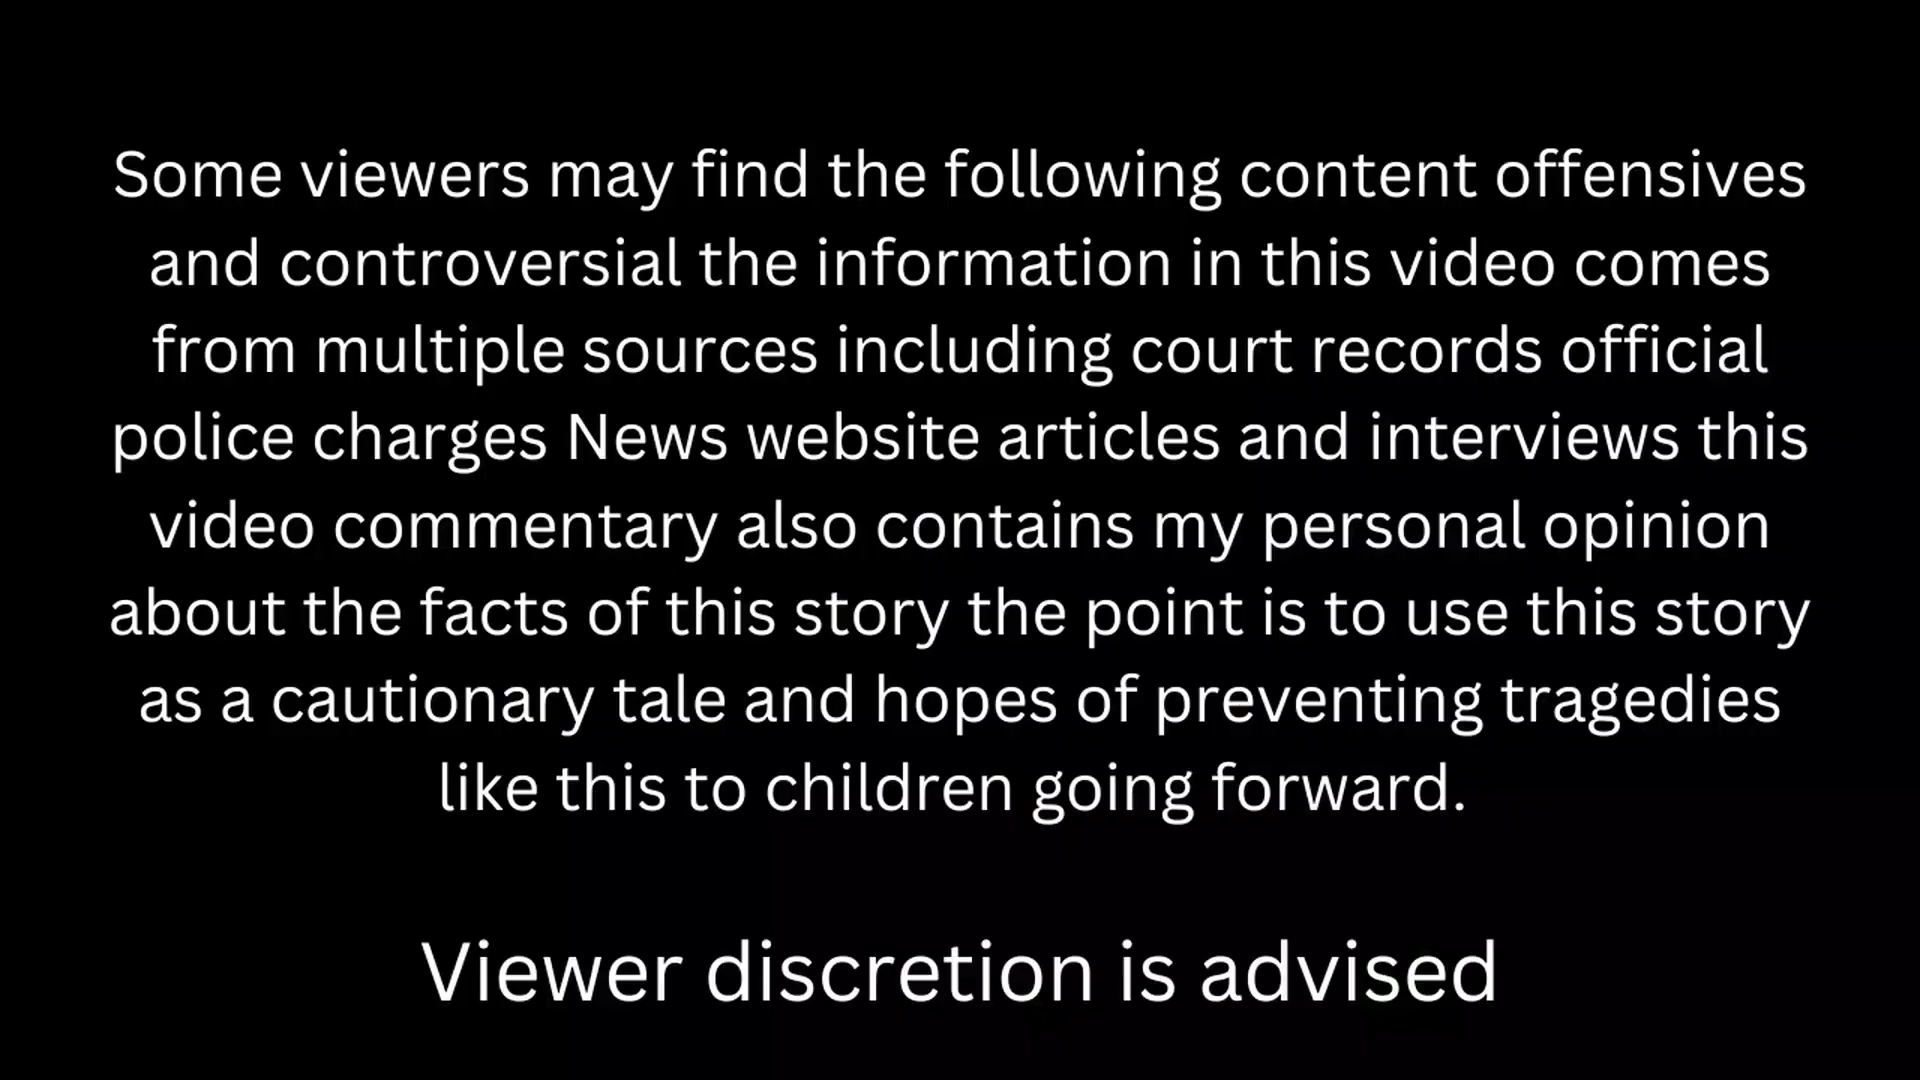 Some viewers may find the following content offensives
and controversial the information in this video comes
from multiple sources including court records official
police charges News website articles and interviews this
video commentary also contains my personal opinion
about the facts of this story the point is to use this story
as a cautionary tale and hopes of preventing tragedies
like this to children going forward.
Viewer discretion is advised